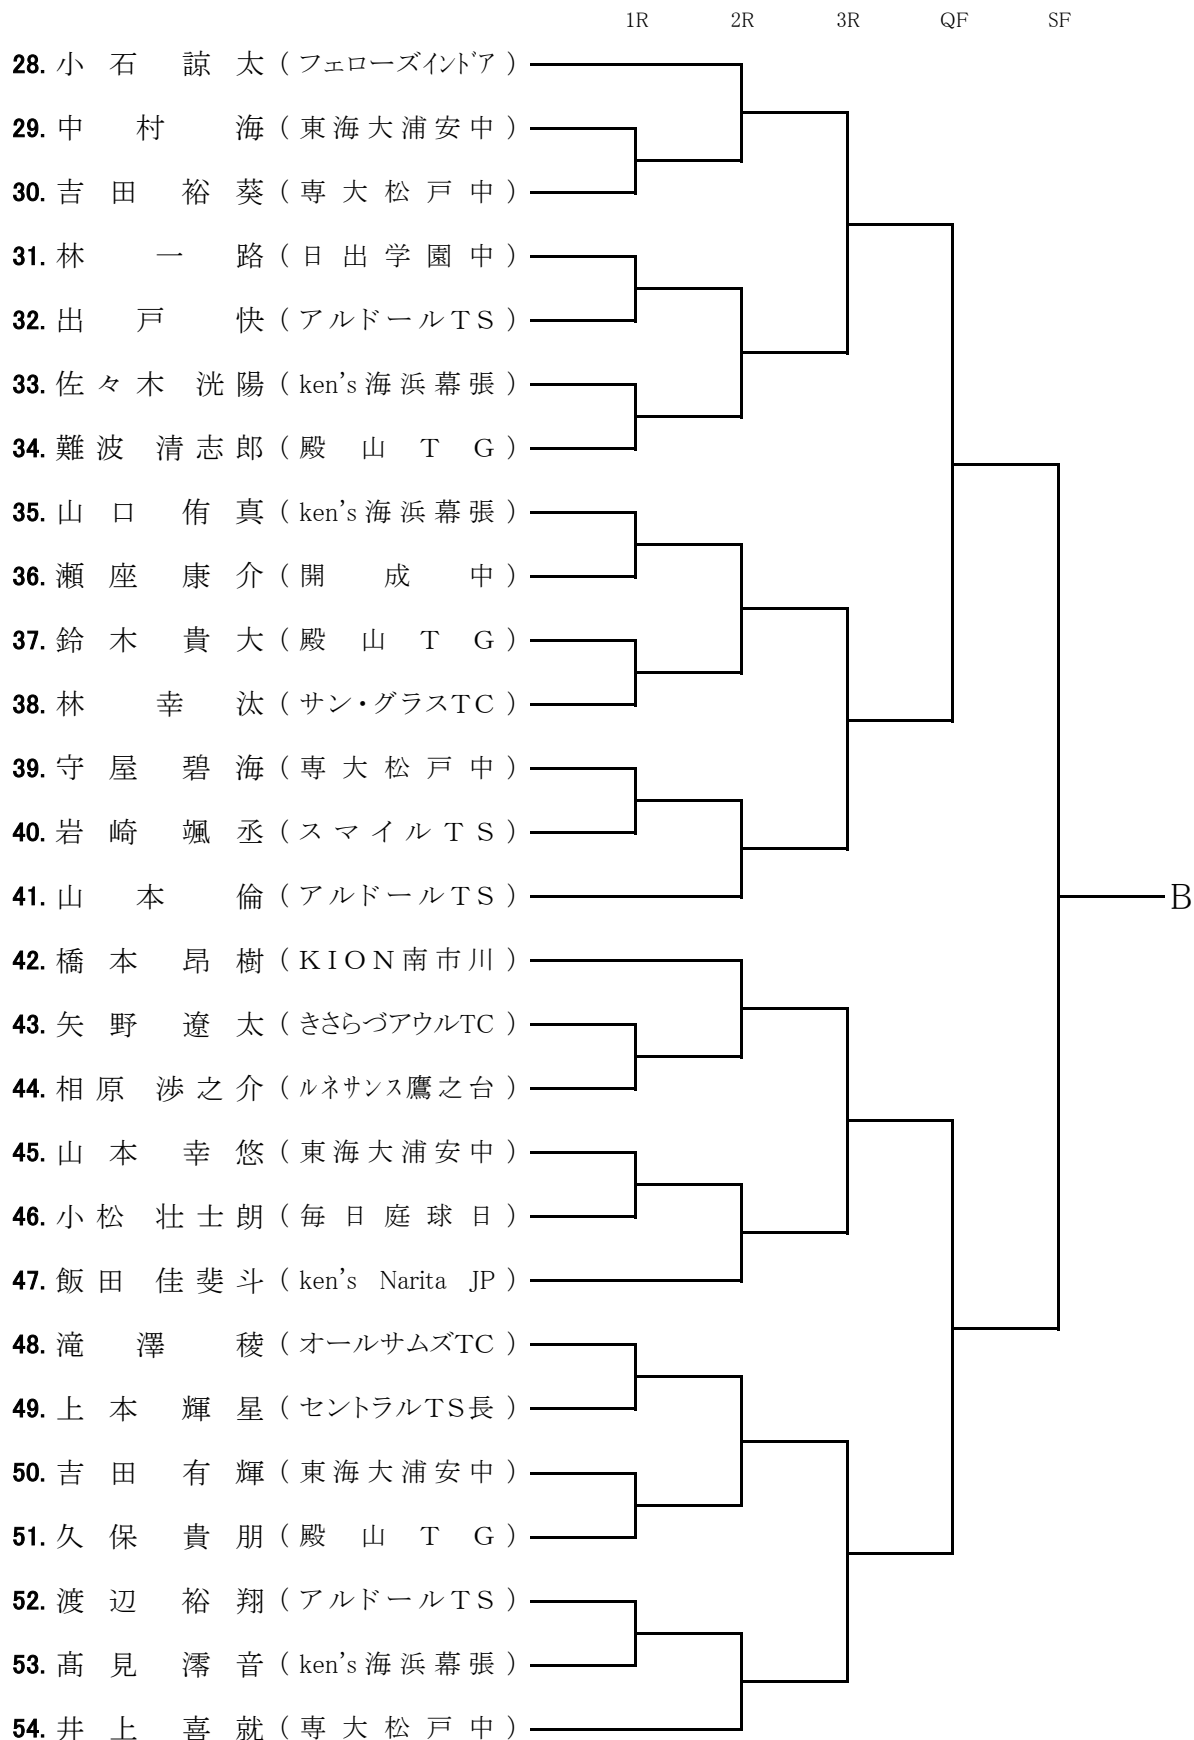 1R 2R 3R QF SF
28. 小石 諒太 (フェローズインドア)
29. 中村 海 (東海大浦安中)
30. 吉田 裕葵 (専大松戸中)
31. 林 一路 (日出学園中)
32. 出戸 快 (アルドールTS)
33. 佐々木 洸陽 (ken's海浜幕張)
34. 難波 清志郎 (殿山TG)
35. 山口 侑真 (ken's海浜幕張)
36. 瀬座 康介 (開成中)
37. 鈴木 貴大 (殿山TG)
38. 林 幸汰 (サン・グラスTC)
39. 守屋 碧海 (専大松戸中)
40. 岩崎 颯丞 (スマイルTS)
41. 山本 倫 (アルドールTS)
B
42. 橋本 昂樹 (KION南市川)
43. 矢野 遼太 (きさらづアウルTC)
44. 相原 渉之介 (ルネサンス鷹之台)
45. 山本 幸悠 (東海大浦安中)
46. 小松 壮士朗 (毎日庭球日)
47. 飯田 佳斐斗 (ken's Narita JP)
48. 滝澤 稜 (オールサムズTC)
49. 上本 輝星 (セントラルTS長)
50. 吉田 有輝 (東海大浦安中)
51. 久保 貴朋 (殿山TG)
52. 渡辺 裕翔 (アルドールTS)
53. 髙見 澪音 (ken's海浜幕張)
54. 井上 喜就 (専大松戸中)